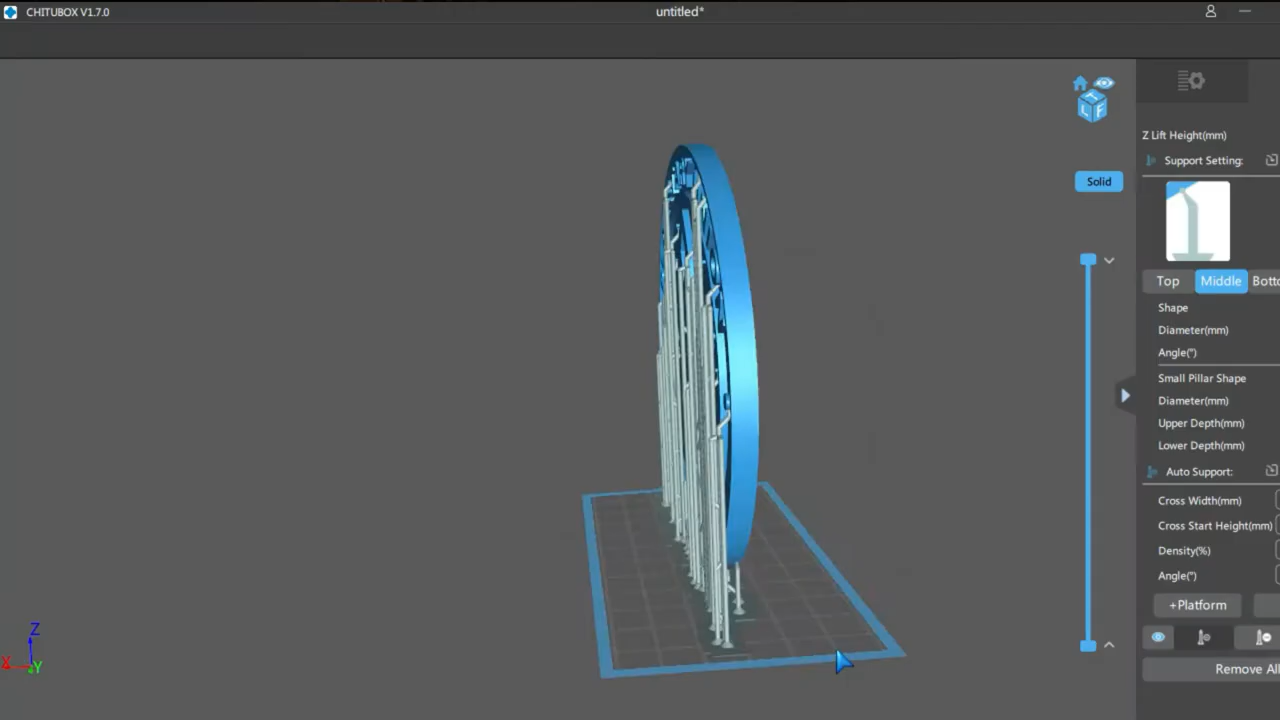 CHITUBOX V1.7.0
untitled*
Z Lift Height(mm)
Support Setting:
T
L F
Solid
Top Middle Botto
Shape
Diameter(mm)
Angle(°)
Small Pillar Shape
Diameter(mm)
Upper Depth(mm)
Lower Depth(mm)
Auto Support:
Cross Width(mm)
Cross Start Height(mm)
Density(%)
Angle(°)
+Platform
Remove All
Z
X
Y